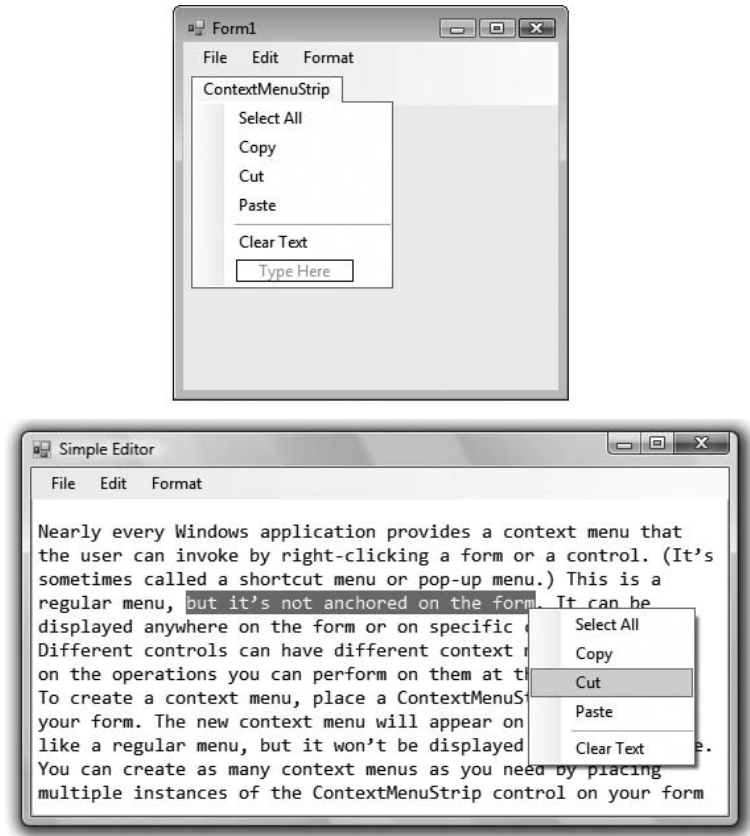 Form1
File Edit Format
ContextMenuStrip
Select All
Copy
Cut
Paste
Clear Text
Type Here
Simple Editor
File Edit Format
Nearly every Windows application provides a context menu that
the user can invoke by right-clicking a form or a control. (It's
sometimes called a shortcut menu or pop-up menu.) This is a
regular menu, but it's not anchored on the form. It can be
displayed anywhere on the form or on specific
Select All
Different controls can have different context
Copy
on the operations you can perform on them at
Cut
To create a context menu, place a
your form. The new context menu will appear on
Paste
like a regular menu, but it won't be displayed
Clear Text
You can create as many context menus as you need by placing
multiple instances of the ContextMenuStrip control on your form